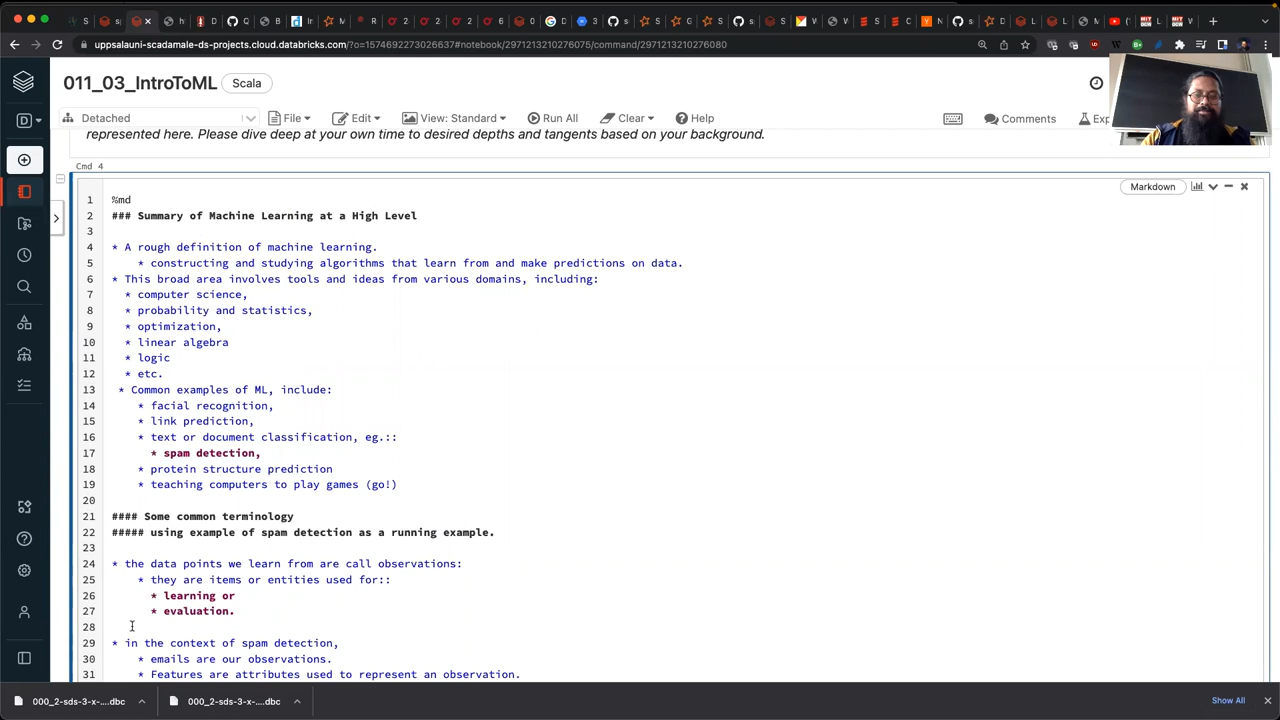 uppsalauni-scadamale-ds-projects.cloud.databricks.com/?o=1574692273026637#notebook/2971213210276075/command/2971213210276080
011_03_IntroToML
Scala
Detached
File
Edit
View: Standard
Run All
Clear
Help
Comments
Exp
represented here. Please dive deep at your own time to desired depths and tangents based on your background.
Cmd 4
Markdown
1 %md
2 ### Summary of Machine Learning at a High Level
3
4 * A rough definition of machine learning.
5 * constructing and studying algorithms that learn from and make predictions on data.
6 * This broad area involves tools and ideas from various domains, including:
7 * computer science,
8 * probability and statistics,
9 * optimization,
10 * linear algebra
11 * logic
12 * etc.
13 * Common examples of ML, include:
14 * facial recognition,
15 * link prediction,
16 * text or document classification, eg.::
17 * spam detection,
18 * protein structure prediction
19 * teaching computers to play games (go!)
20
21 #### Some common terminology
22 ##### using example of spam detection as a running example.
23
24 * the data points we learn from are call observations:
25 * they are items or entities used for::
26 * learning or
27 * evaluation.
28
29 * in the context of spam detection,
30 * emails are our observations.
31 * Features are attributes used to represent an observation.
000_2-sds-3-x-....dbc
000_2-sds-3-x-....dbc
Show All